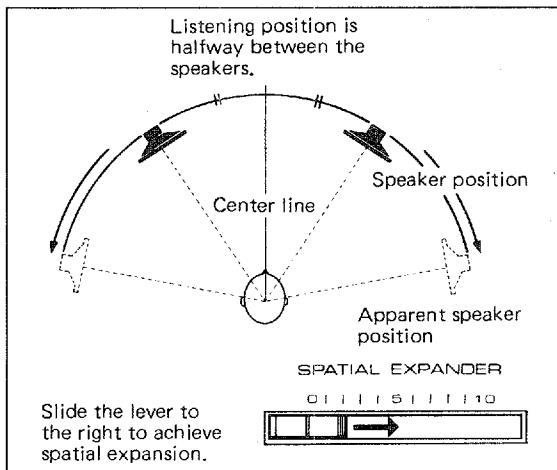 Listening position is
halfway between the
speakers.
Speaker position
Center line
Apparent speaker
position
SPATIAL EXPANDER
0 5 10
Slide the lever to
the right to achieve
spatial expansion.